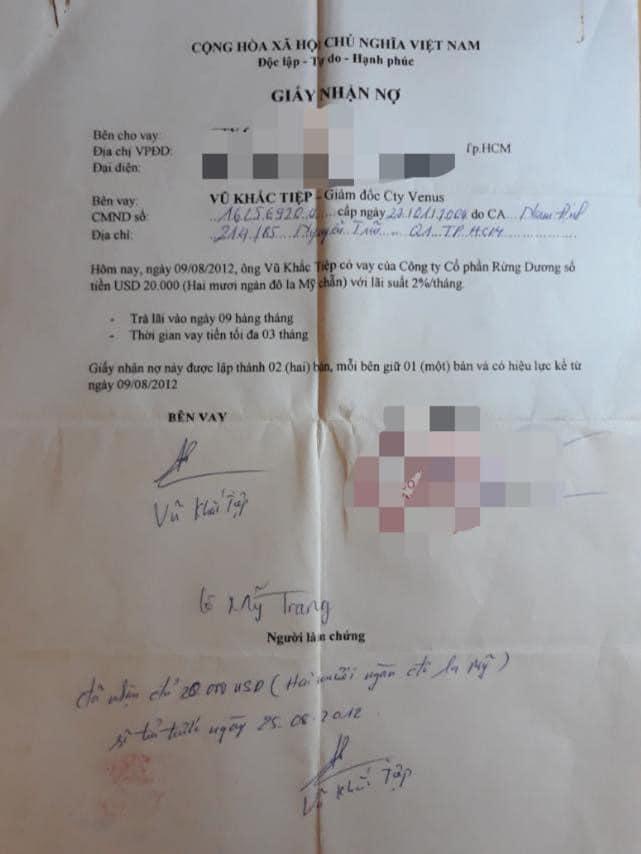 CỘNG HÒA XÃ HỘI CHỦ NGHĨA VIỆT NAM
Độc lập - Tự do - Hạnh phúc
GIẤY NHẬN NỢ
Bên cho vay:
Địa chỉ VPĐD: Tp.HCM
Đại diện:
Bên vay: VŨ KHẮC TIỆP - Giám đốc Cty Venus
CMND số: cấp ngày do CA
Địa chỉ: 214/ Nguyễn Trãi Q1 TP.HCM
Hôm nay, ngày 09/08/2012, ông Vũ Khắc Tiệp có vay của Công ty Cổ phần Rừng Dương số
tiền USD 20.000 (Hai mươi ngàn đô la Mỹ chẵn) với lãi suất 2%/tháng.
- Trả lãi vào ngày 09 hàng tháng
- Thời gian vay tiền tối đa 03 tháng
Giấy nhận nợ này được lập thành 02 (hai) bản, mỗi bên giữ 01 (một) bản và có hiệu lực kể từ
ngày 09/08/2012
BÊN VAY
Vũ Khắc Tiệp
Mỹ Trang
Người làm chứng
đã nhận đủ 20.000 USD (Hai mươi ngàn đô la Mỹ)
ngày 25.08.2012
Vũ Khắc Tiệp